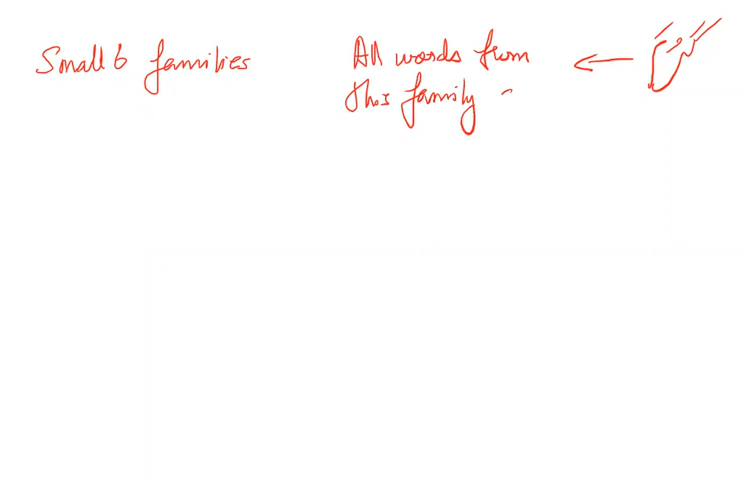 Small 6 families
All words from
this family -
← كَرُمَ